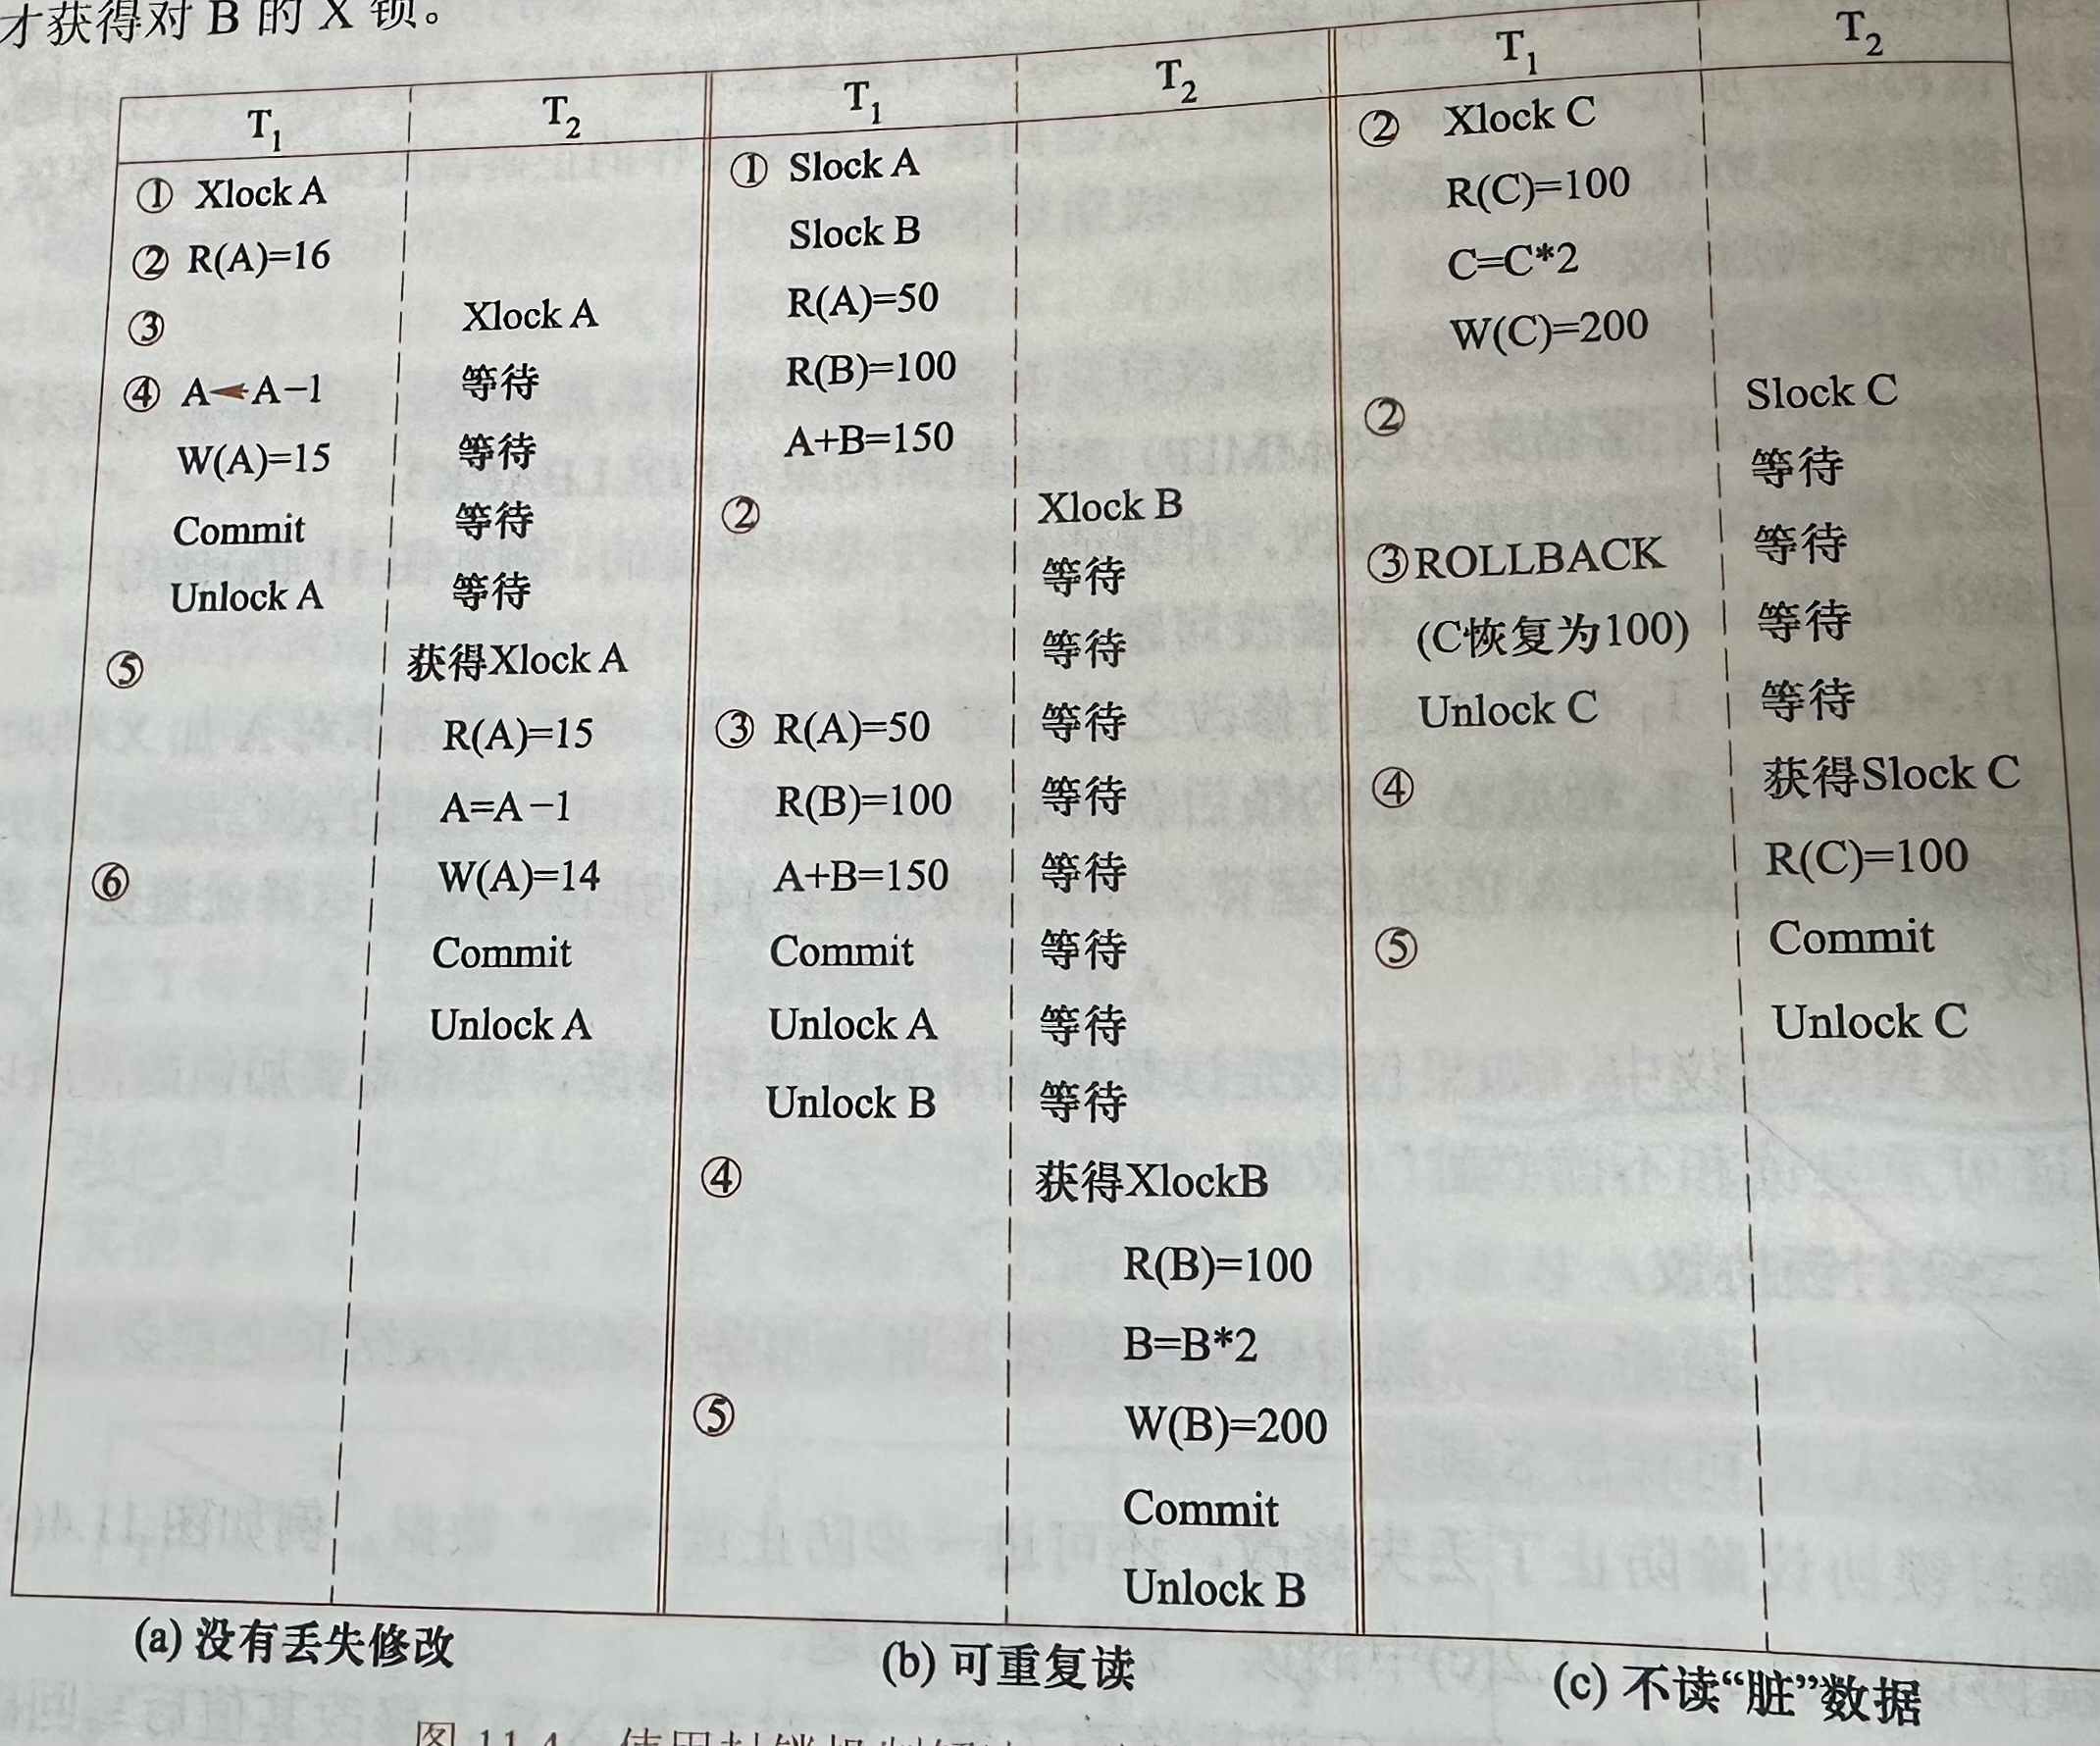 才获得对 B 的 X 锁。
T₁ T₂
① Xlock A
② R(A)=16
③ Xlock A
④ A←A−1 等待
W(A)=15 等待
Commit 等待
Unlock A 等待
⑤ 获得Xlock A
R(A)=15
A=A−1
⑥ W(A)=14
Commit
Unlock A
(a) 没有丢失修改
T₁ T₂
① Slock A
Slock B
R(A)=50
R(B)=100
A+B=150
② Xlock B
等待
等待
③ R(A)=50 等待
R(B)=100 等待
A+B=150 等待
Commit 等待
Unlock A 等待
Unlock B 等待
④ 获得XlockB
R(B)=100
B=B*2
⑤ W(B)=200
Commit
Unlock B
(b) 可重复读
T₁ T₂
② Xlock C
R(C)=100
C=C*2
W(C)=200
② Slock C
等待
③ROLLBACK 等待
(C恢复为100) 等待
Unlock C 等待
④ 获得Slock C
R(C)=100
⑤ Commit
Unlock C
(c) 不读“脏”数据
图 11.4